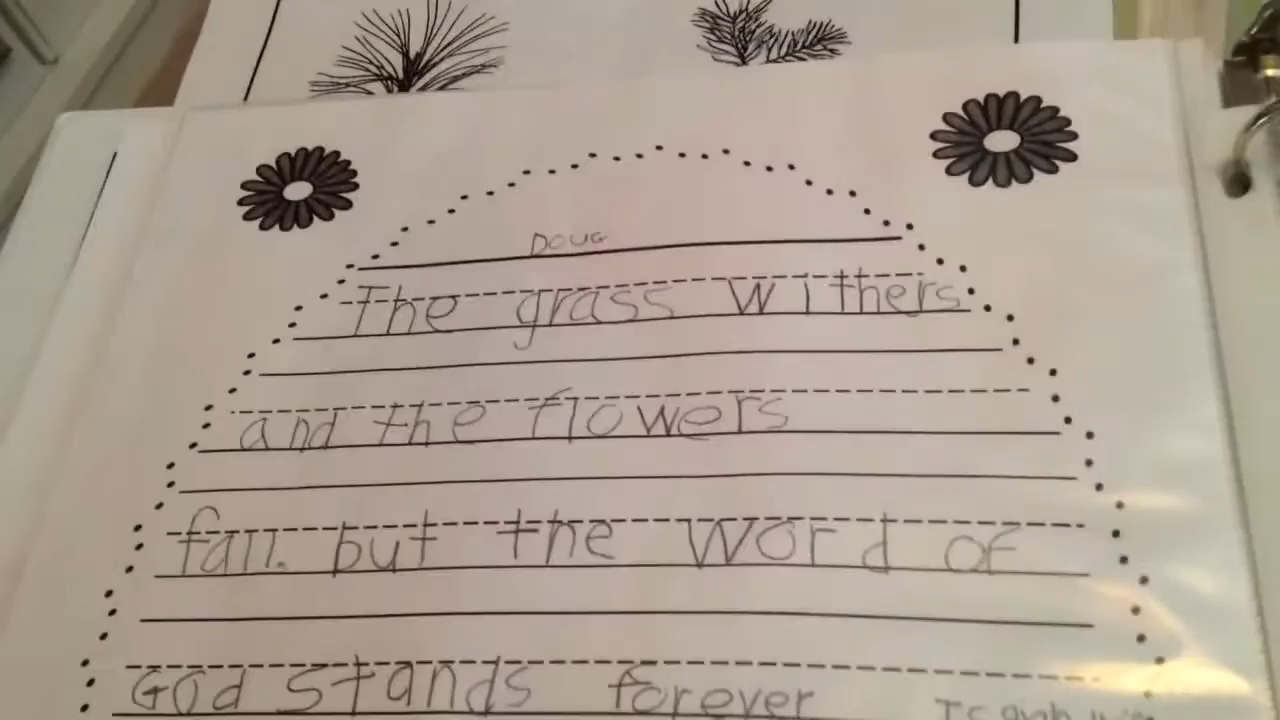 DOUG
The grass withers
and the flowers
fall. but the word of
God stands forever